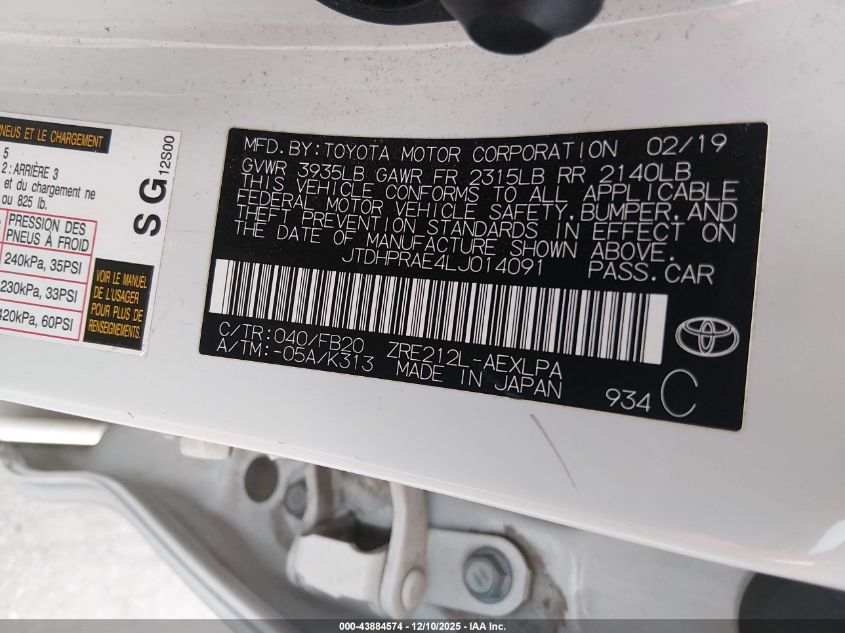 PNEUS ET LE CHARGEMENT
5
2 : ARRIÈRE 3
et du chargement ne
ou 825 lb.
PRESSION DES
PNEUS À FROID
240kPa, 35PSI
230kPa, 33PSI
420kPa, 60PSI
VOIR LE MANUEL
DE L'USAGER
POUR PLUS DE
RENSEIGNEMENTS
SG
12S00
MFD. BY: TOYOTA MOTOR CORPORATION 02/19
GVWR 3935LB GAWR FR 2315LB RR 2140LB
THIS VEHICLE CONFORMS TO ALL APPLICABLE
FEDERAL MOTOR VEHICLE SAFETY, BUMPER, AND
THEFT PREVENTION STANDARDS IN EFFECT ON
THE DATE OF MANUFACTURE SHOWN ABOVE.
JTDHPRAE4LJ014091 PASS. CAR
C/TR: 040/FB20 ZRE212L-AEXLPA
A/TM: -05A/K313 MADE IN JAPAN
934 C
000-43884574 - 12/10/2025 - IAA Inc.